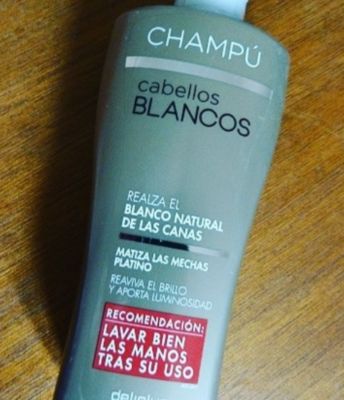 CHAMPÚ
cabellos
BLANCOS
REALZA EL
BLANCO NATURAL
DE LAS CANAS
MATIZA LAS MECHAS
PLATINO
REAVIVA EL BRILLO
Y APORTA LUMINOSIDAD
RECOMENDACIÓN:
LAVAR BIEN
LAS MANOS
TRAS SU USO